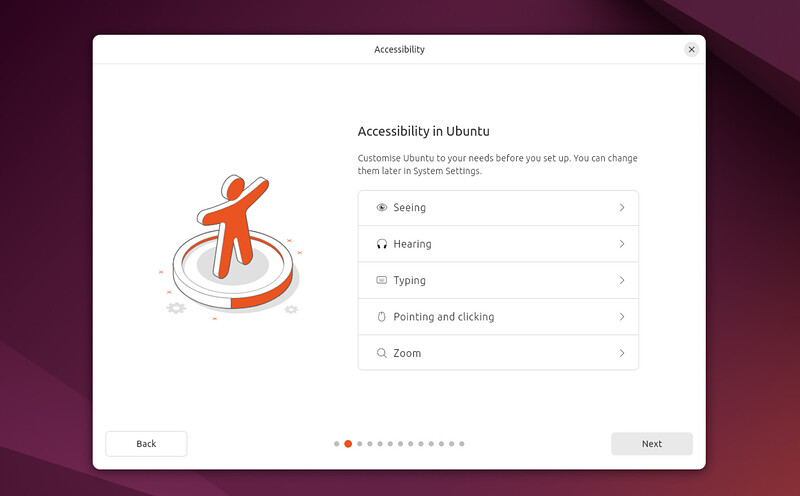 Accessibility
Accessibility in Ubuntu
Customise Ubuntu to your needs before you set up. You can change
them later in System Settings.
Seeing
Hearing
Typing
Pointing and clicking
Zoom
Back
Next